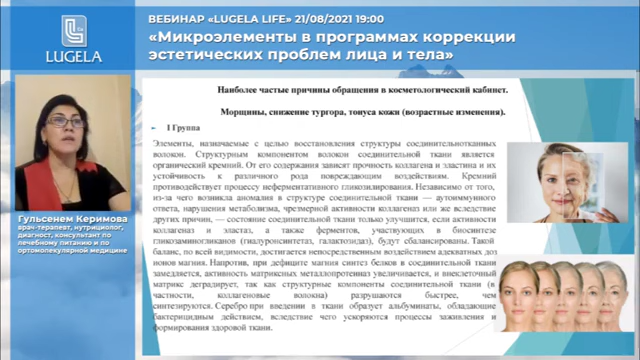 ВЕБИНАР «LUGELA LIFE» 21/08/2021 19:00
«Микроэлементы в программах коррекции
эстетических проблем лица и тела»
LUGELA
Наиболее частые причины обращения в косметологический кабинет.
Морщины, снижение тургора, тонуса кожи (возрастные изменения).
I Группа
Элементы, назначаемые с целью восстановления структуры соединительнотканных
волокон. Структурным компонентом волокон соединительной ткани является
органический кремний. От его содержания зависят прочность коллагена и эластина и их
устойчивость к различного рода повреждающим воздействиям. Кремний
противодействует процессу неферментативного гликозилирования. Независимо от того,
из-за чего возникла аномалия в структуре соединительной ткани — аутоиммунного
ответа, нарушения метаболизма, чрезмерной активности коллагеназ или же вследствие
других причин, — состояние соединительной ткани только улучшится, если активности
коллагеназ и эластаз, а также ферментов, участвующих в биосинтезе
гликозаминогликанов (гиалуронсинтетаз, галактозидаз), будут сбалансированы. Такой
баланс, по всей видимости, достигается непосредственным воздействием адекватных доз
ионов магния. Напротив, при дефиците магния синтез белков в соединительной ткани
замедляется, активность матриксных металлопротеиназ увеличивается, и внеклеточный
матрикс деградирует, так как структурные компоненты соединительной ткани (в
частности, коллагеновые волокна) разрушаются быстрее, чем
синтезируются. Серебро при введении в ткани образует альбуминаты, обладающие
бактерицидным действием, вследствие чего ускоряются процессы заживления и
формирования здоровой ткани.
Гульсенем Керимова
врач-терапевт, нутрициолог,
диагност, консультант по
лечебному питанию и по
ортомолекулярной медицине